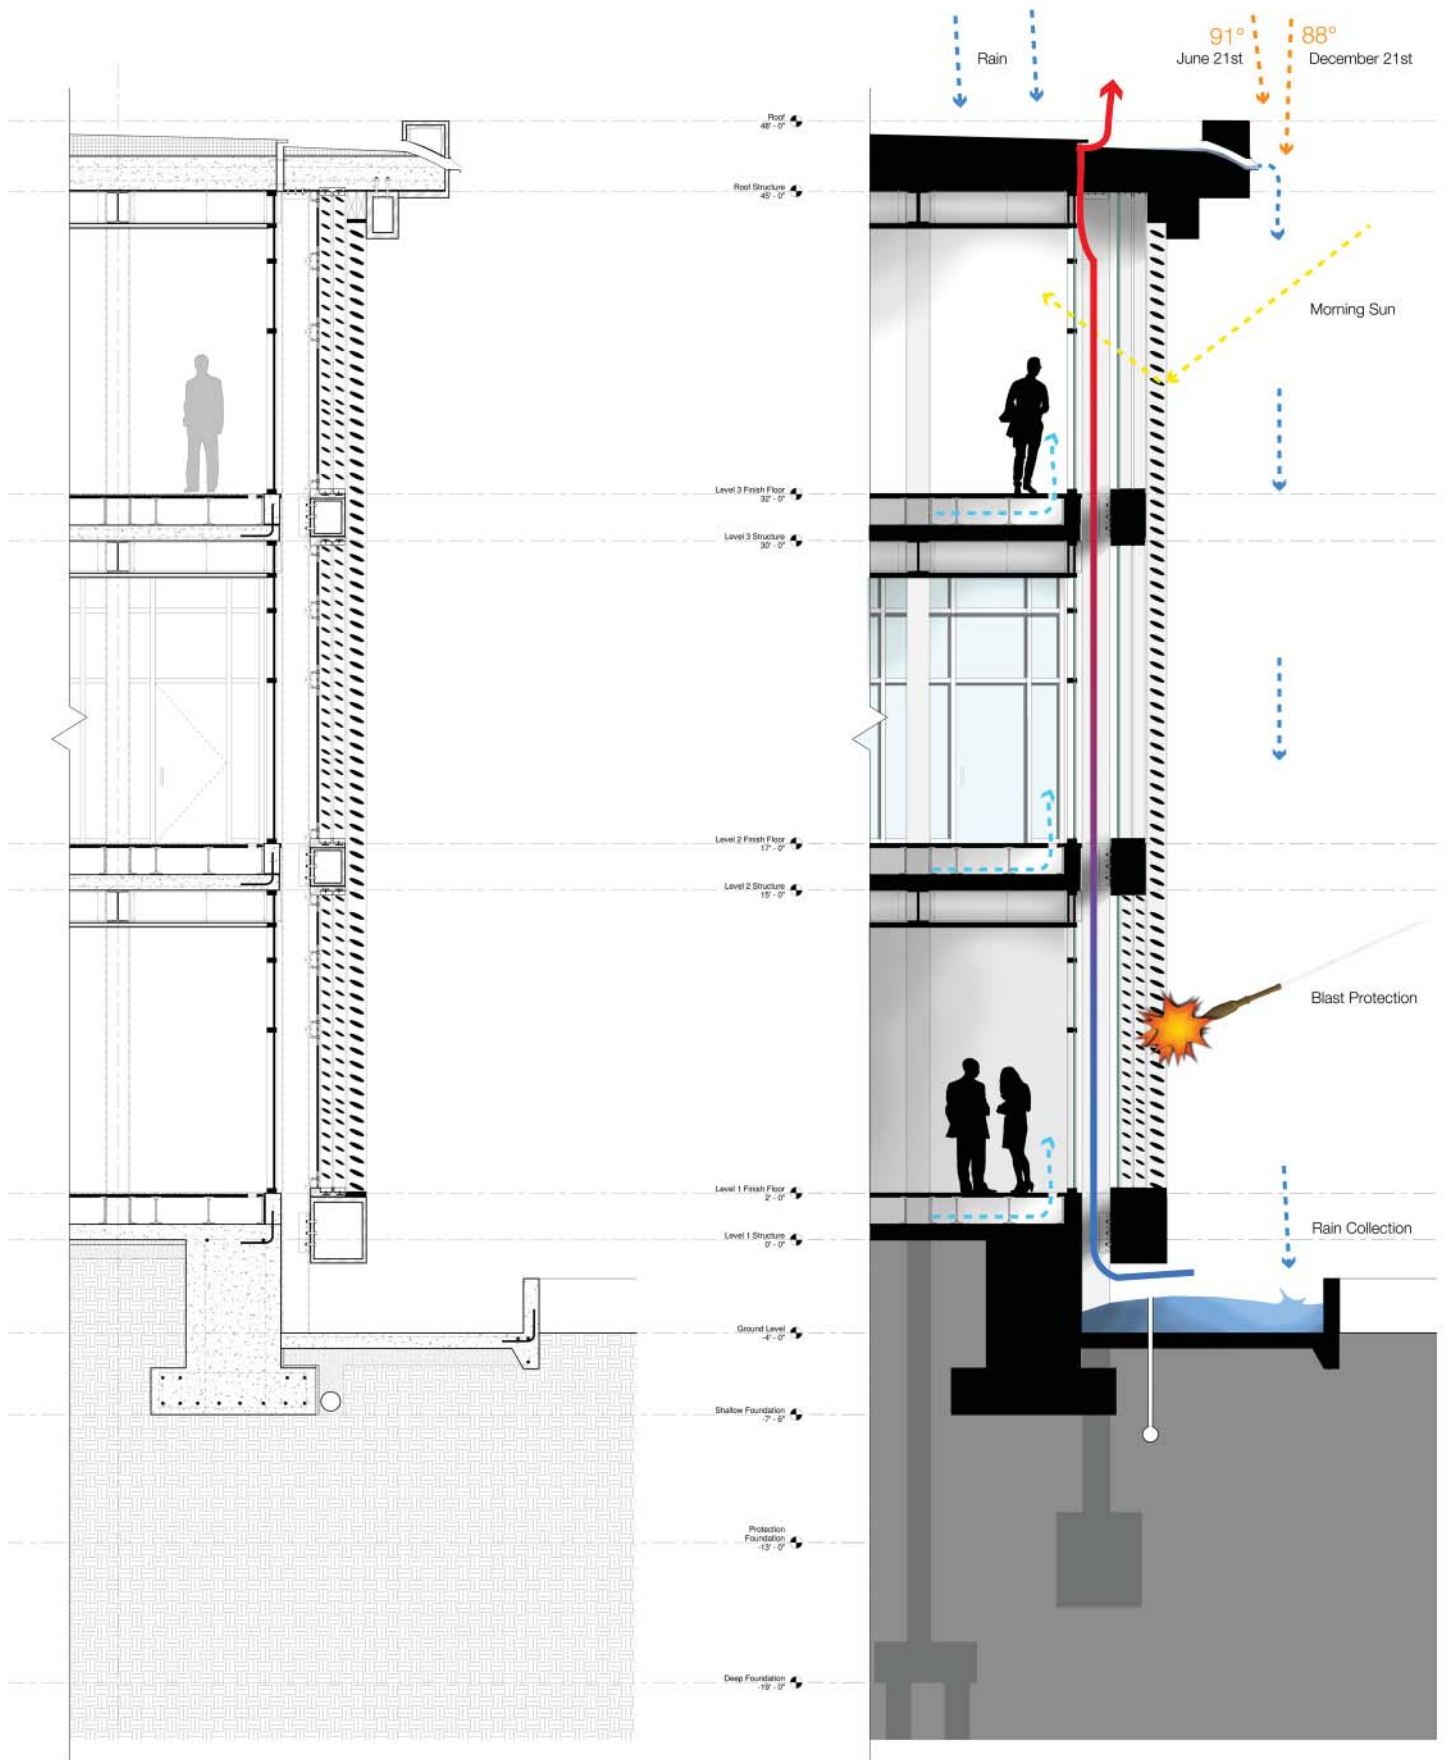 91°
88°
Rain
June 21st
December 21st
Roof
48' - 0"
Roof Structure
45' - 0"
Morning Sun
Level 3 Finish Floor
32' - 0"
Level 3 Structure
30' - 0"
Level 2 Finish Floor
17' - 0"
Level 2 Structure
15' - 0"
Blast Protection
Level 1 Finish Floor
2' - 0"
Level 1 Structure
0' - 0"
Rain Collection
Ground Level
-4' - 0"
Shallow Foundation
-7' - 6"
Protection
Foundation
-13' - 0"
Deep Foundation
-19' - 0"